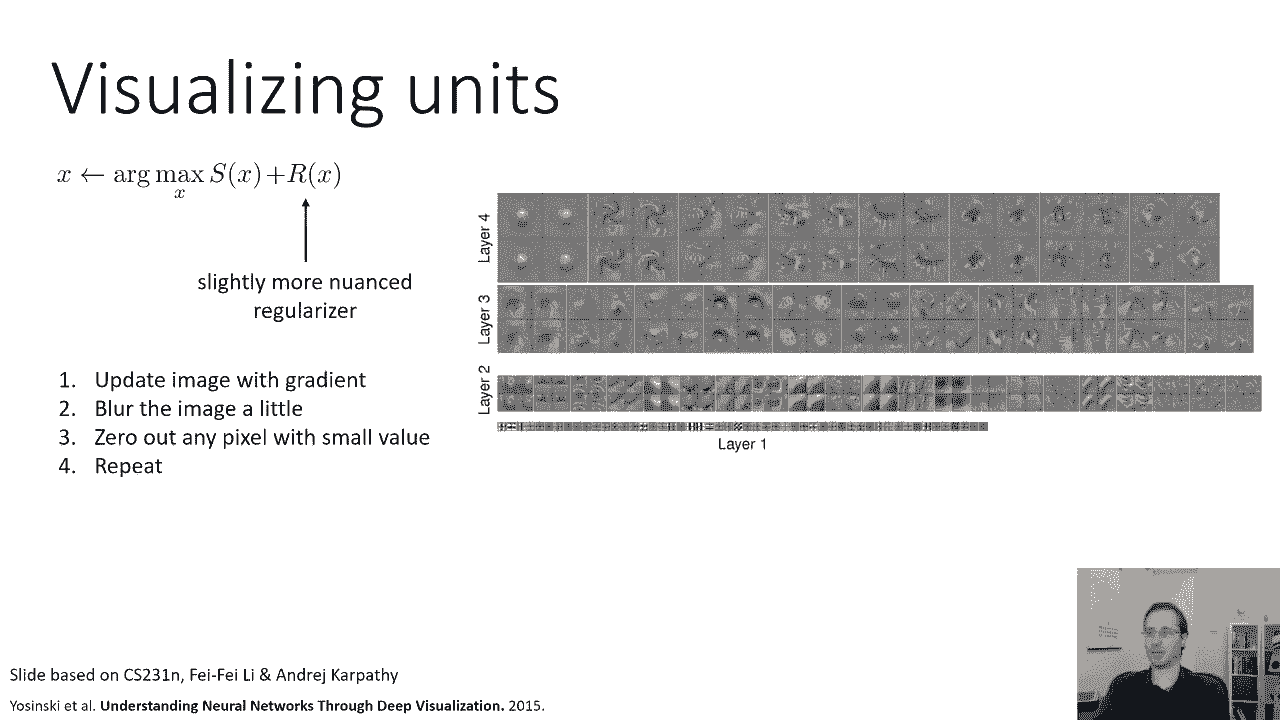 Visualizing units
x ← arg max S(x) + R(x)
x
slightly more nuanced
regularizer
1. Update image with gradient
2. Blur the image a little
3. Zero out any pixel with small value
4. Repeat
Layer 4
Layer 3
Layer 2
Layer 1
Slide based on CS231n, Fei-Fei Li & Andrej Karpathy
Yosinski et al. Understanding Neural Networks Through Deep Visualization. 2015.